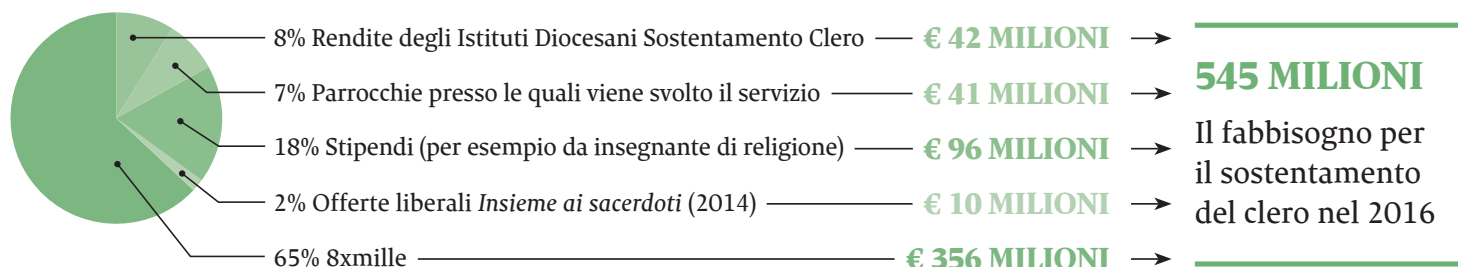 8% Rendite degli Istituti Diocesani Sostentamento Clero € 42 MILIONI
7% Parrocchie presso le quali viene svolto il servizio € 41 MILIONI
18% Stipendi (per esempio da insegnante di religione) € 96 MILIONI
2% Offerte liberali Insieme ai sacerdoti (2014) € 10 MILIONI
65% 8xmille € 356 MILIONI
545 MILIONI
Il fabbisogno per
il sostentamento
del clero nel 2016